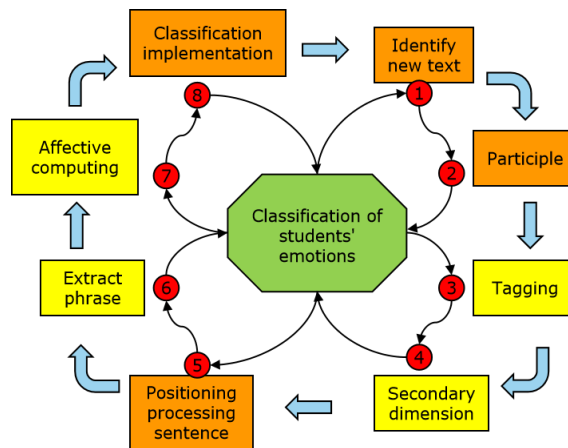 Classification
implementation
Identify
new text
8
1
Affective
computing
Participle
7
2
Classification of
students'
emotions
Extract
phrase
6
3
Tagging
5
4
Positioning
processing
sentence
Secondary
dimension